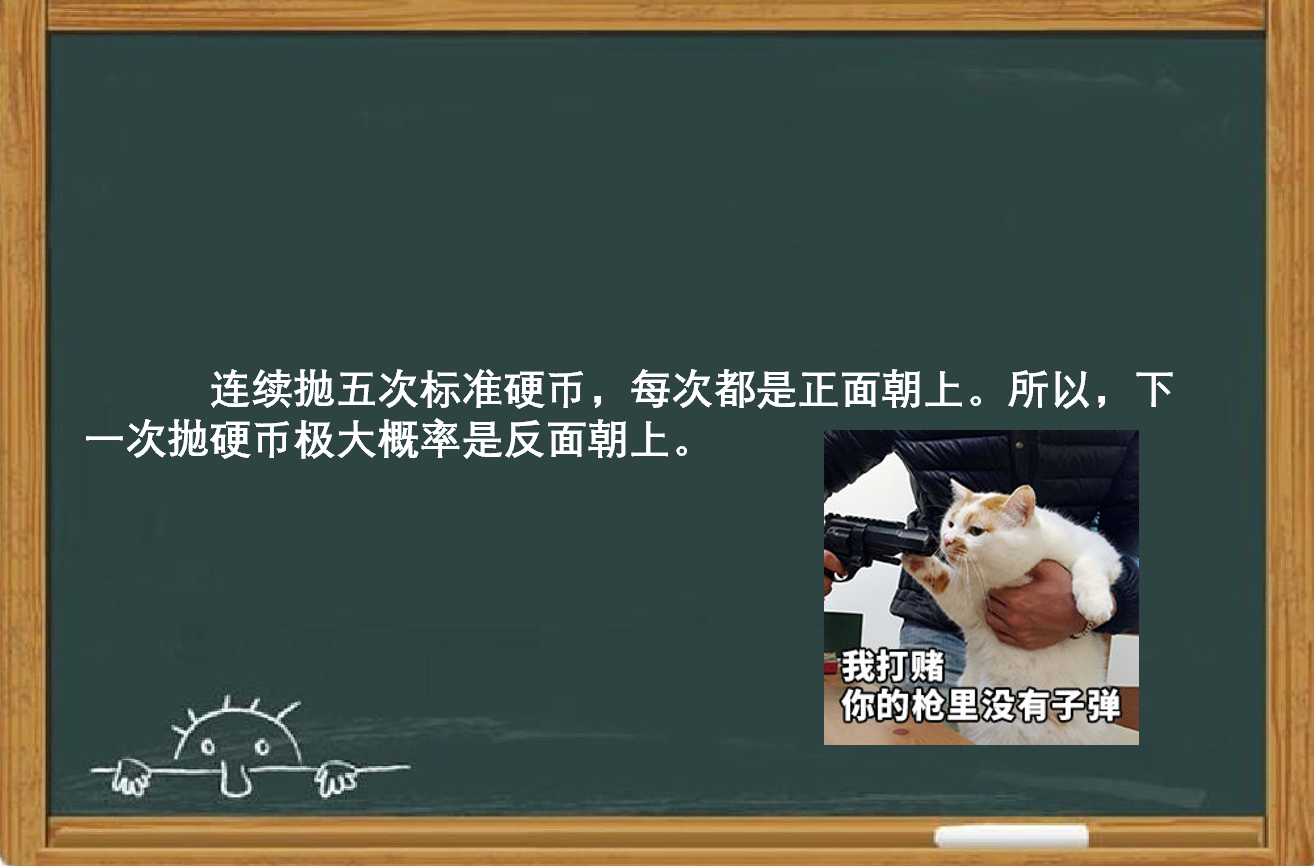 连续抛五次标准硬币，每次都是正面朝上。所以，下
一次抛硬币极大概率是反面朝上。
我打赌
你的枪里没有子弹